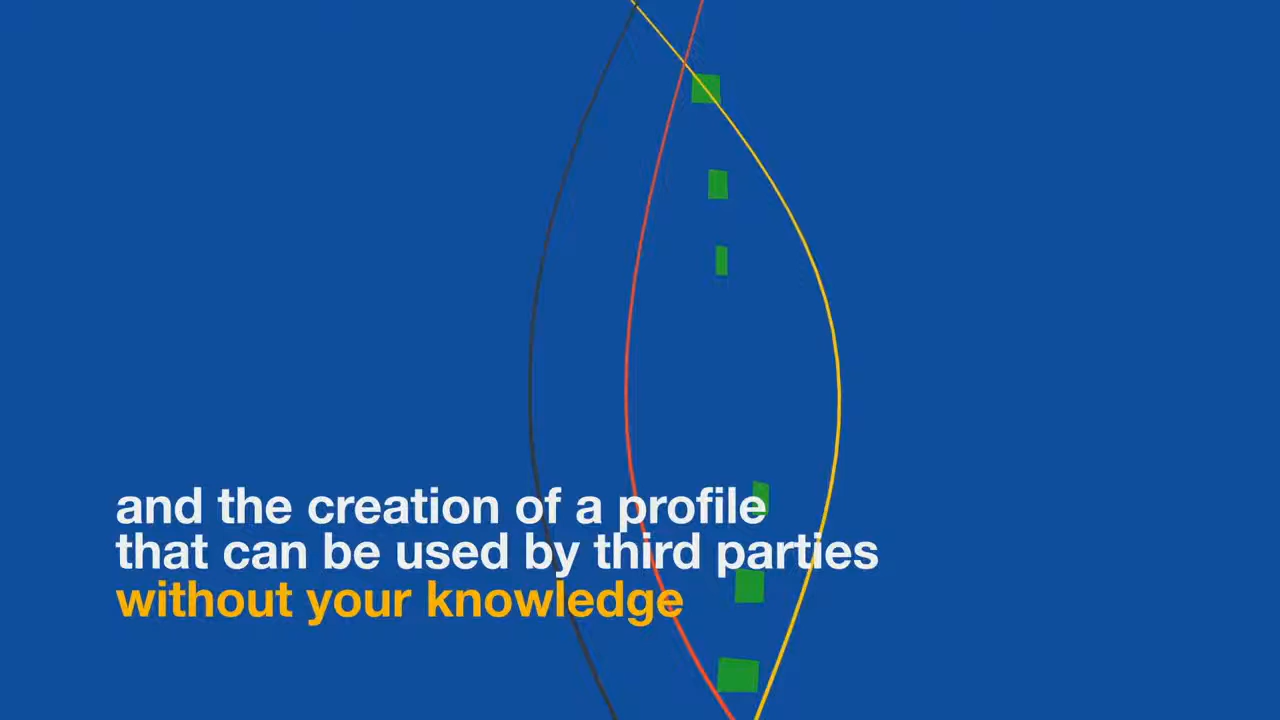 and the creation of a profile
that can be used by third parties
without your knowledge